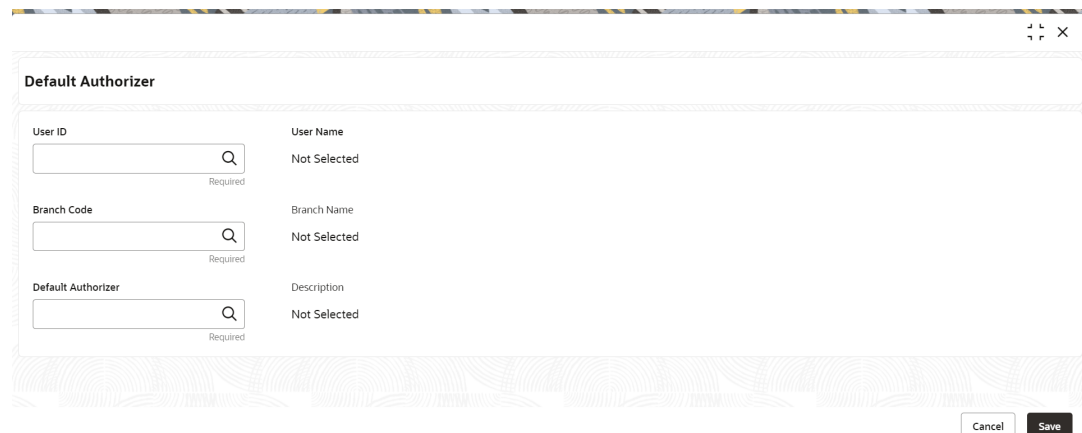 Default Authorizer
User ID User Name
Not Selected
Required
Branch Code Branch Name
Not Selected
Required
Default Authorizer Description
Not Selected
Required
Cancel Save